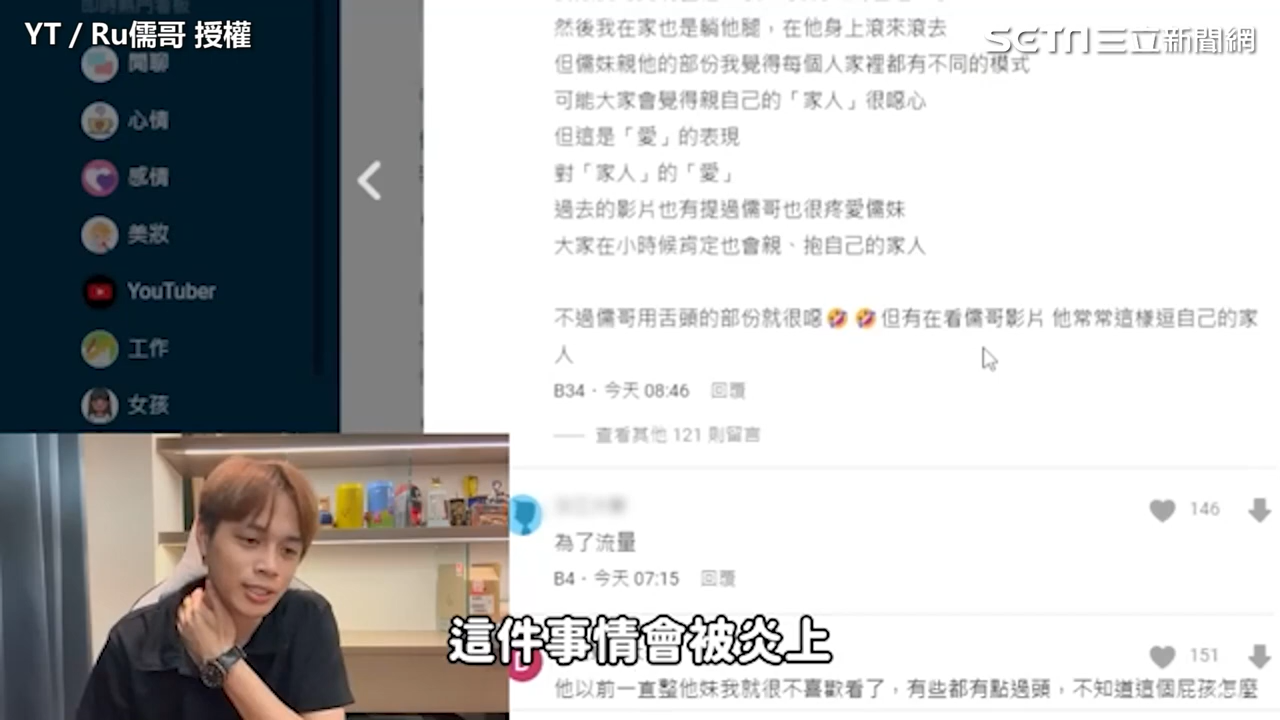 YT / Ru儒哥 授權
SETN三立新聞網
閒聊
心情
感情
美妝
YouTuber
工作
女孩
然後我在家也是躺他腿，在他身上滾來滾去
但儒妹親他的部份我覺得每個人家裡都有不同的模式
可能大家會覺得親自己的「家人」很噁心
但這是「愛」的表現
對「家人」的「愛」
過去的影片也有提過儒哥也很疼愛儒妹
大家在小時候肯定也會親、抱自己的家人
不過儒哥用舌頭的部份就很噁🤣 🤣 但有在看儒哥影片 他常常這樣逗自己的家
人
B34・今天 08:46 回覆
查看其他 121 則留言
146
為了流量
B4・今天 07:15 回覆
這件事情會被炎上
151
他以前一直整他妹我就很不喜歡看了，有些都有點過頭，不知道這個屁孩怎麼